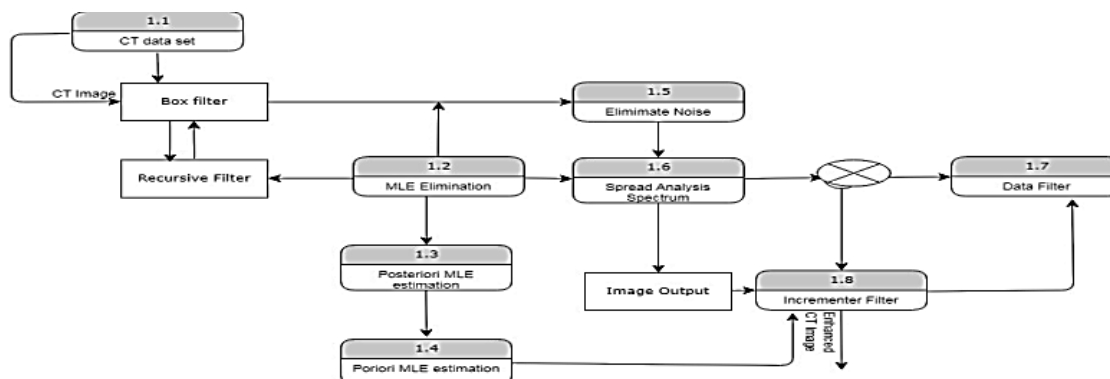 1.1
CT data set
CT Image
Box filter
1.5
Elimimate Noise
Recursive Filter
1.2
MLE Elimination
1.6
Spread Analysis
Spectrum
1.7
Data Filter
1.3
Posteriori MLE
estimation
Image Output
1.8
Incrementer Filter
Enhanced
CT Image
1.4
Poriori MLE estimation